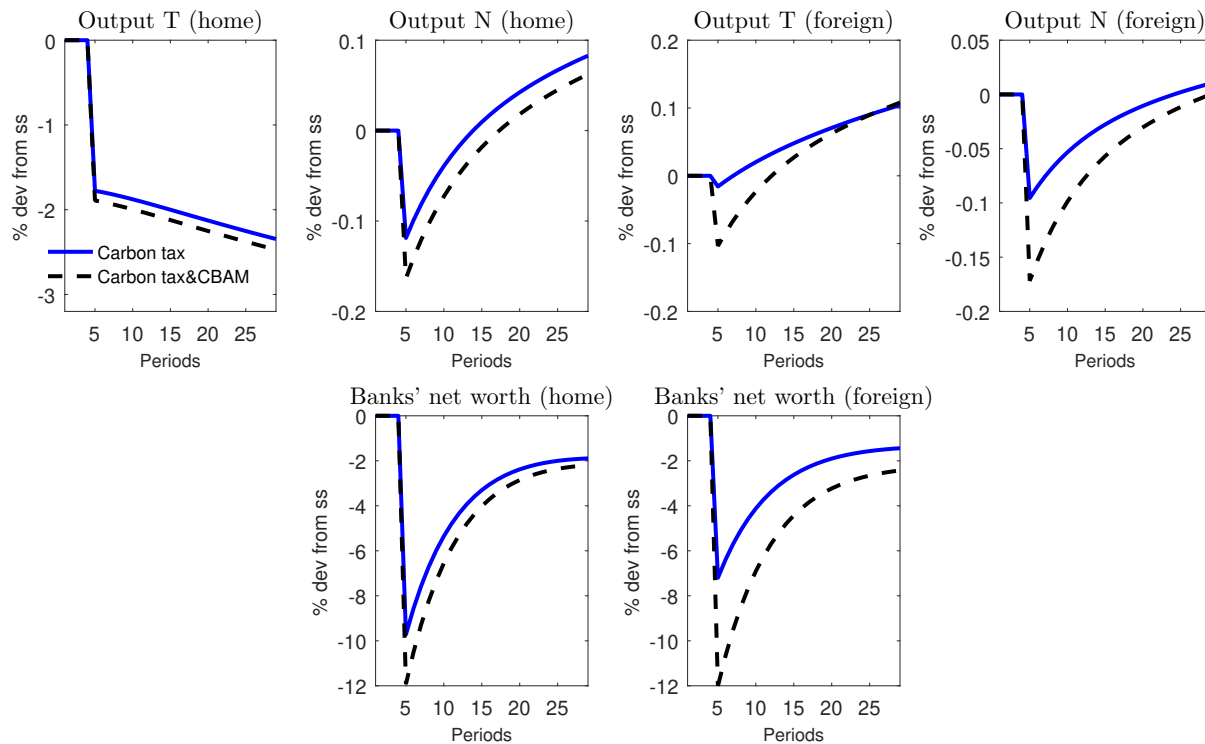 Output T (home)
Output N (home)
Output T (foreign)
Output N (foreign)
% dev from ss
0
-1
-2
-3
Carbon tax
Carbon tax&CBAM
5 10 15 20 25
Periods
% dev from ss
0.1
0
-0.1
-0.2
5 10 15 20 25
Periods
% dev from ss
0.2
0.1
0
-0.1
-0.2
5 10 15 20 25
Periods
% dev from ss
0.05
0
-0.05
-0.1
-0.15
-0.2
5 10 15 20 25
Periods
Banks' net worth (home)
Banks' net worth (foreign)
% dev from ss
0
-2
-4
-6
-8
-10
-12
5 10 15 20 25
Periods
% dev from ss
0
-2
-4
-6
-8
-10
-12
5 10 15 20 25
Periods